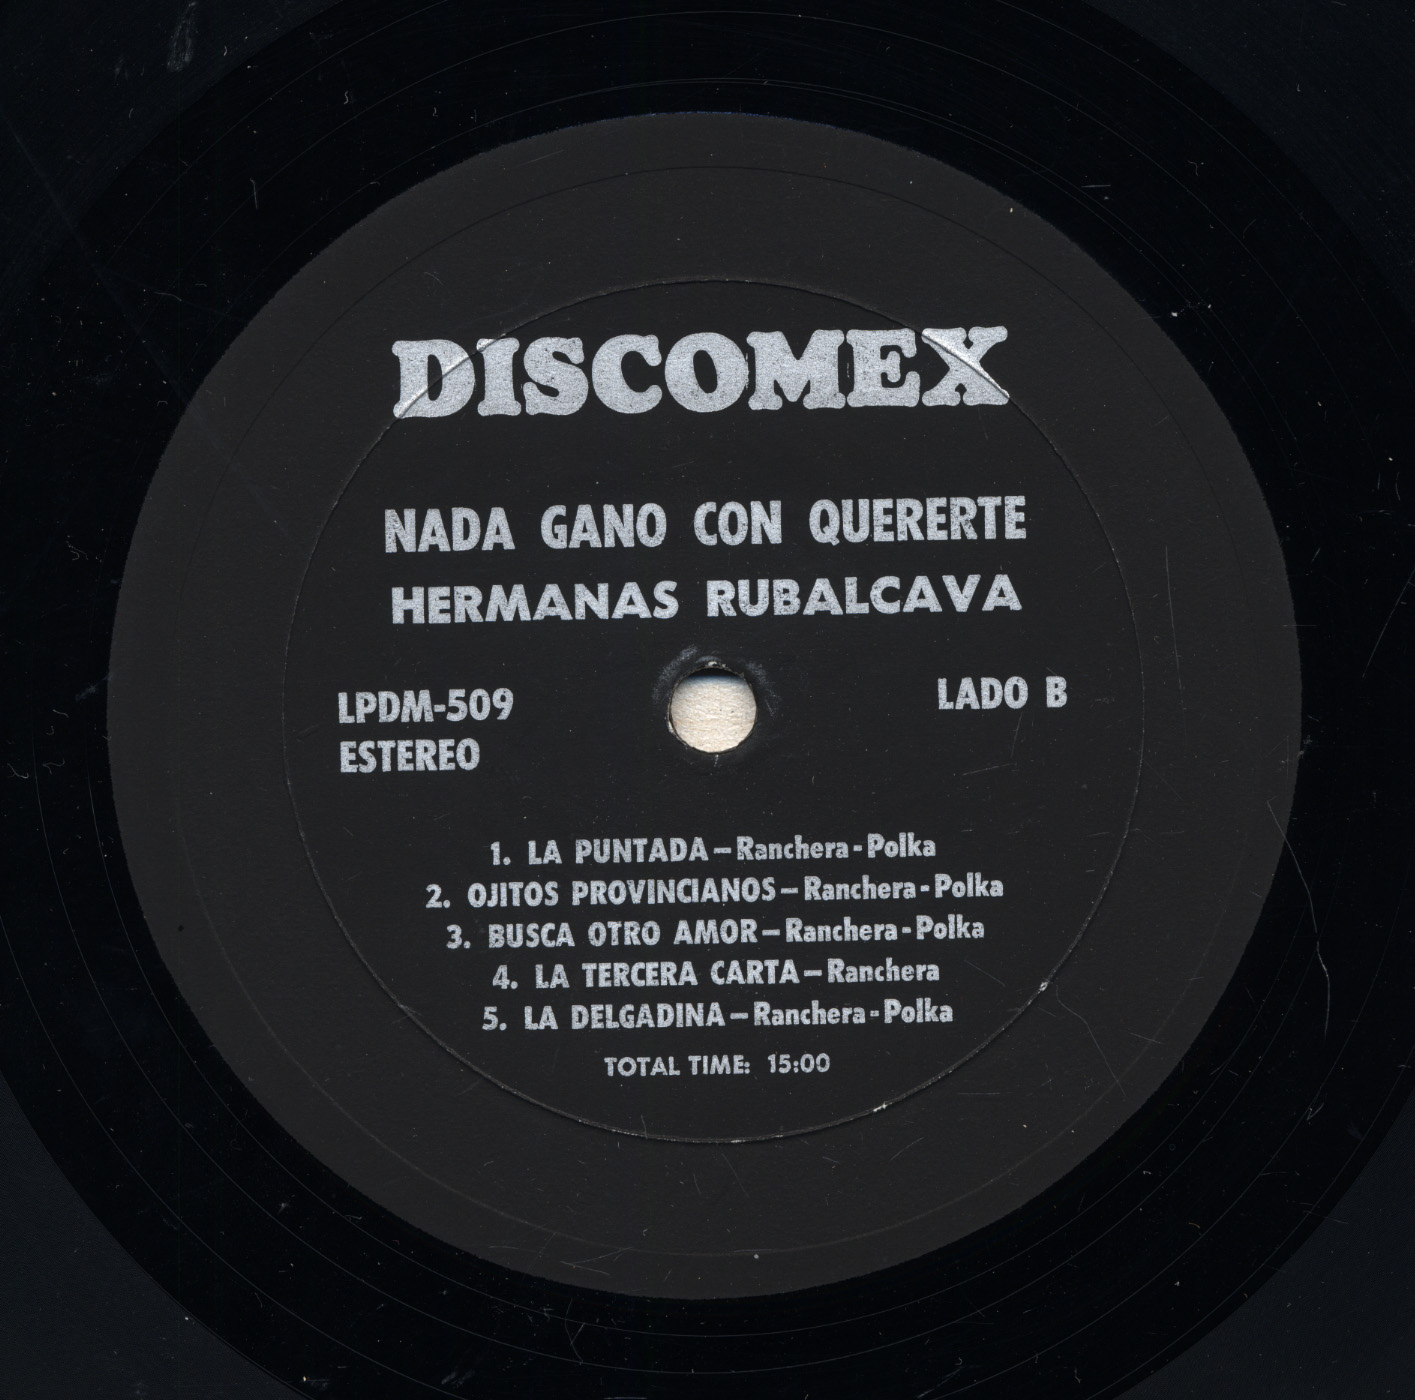 DISCOMEX
NADA GANO CON QUERERTE
HERMANAS RUBALCAVA
LPDM-509
LADO B
ESTEREO
1. LA PUNTADA—Ranchera-Polka
2. OJITOS PROVINCIANOS—Ranchera-Polka
3. BUSCA OTRO AMOR—Ranchera-Polka
4. LA TERCERA CARTA—Ranchera
5. LA DELGADINA—Ranchera-Polka
TOTAL TIME: 15:00